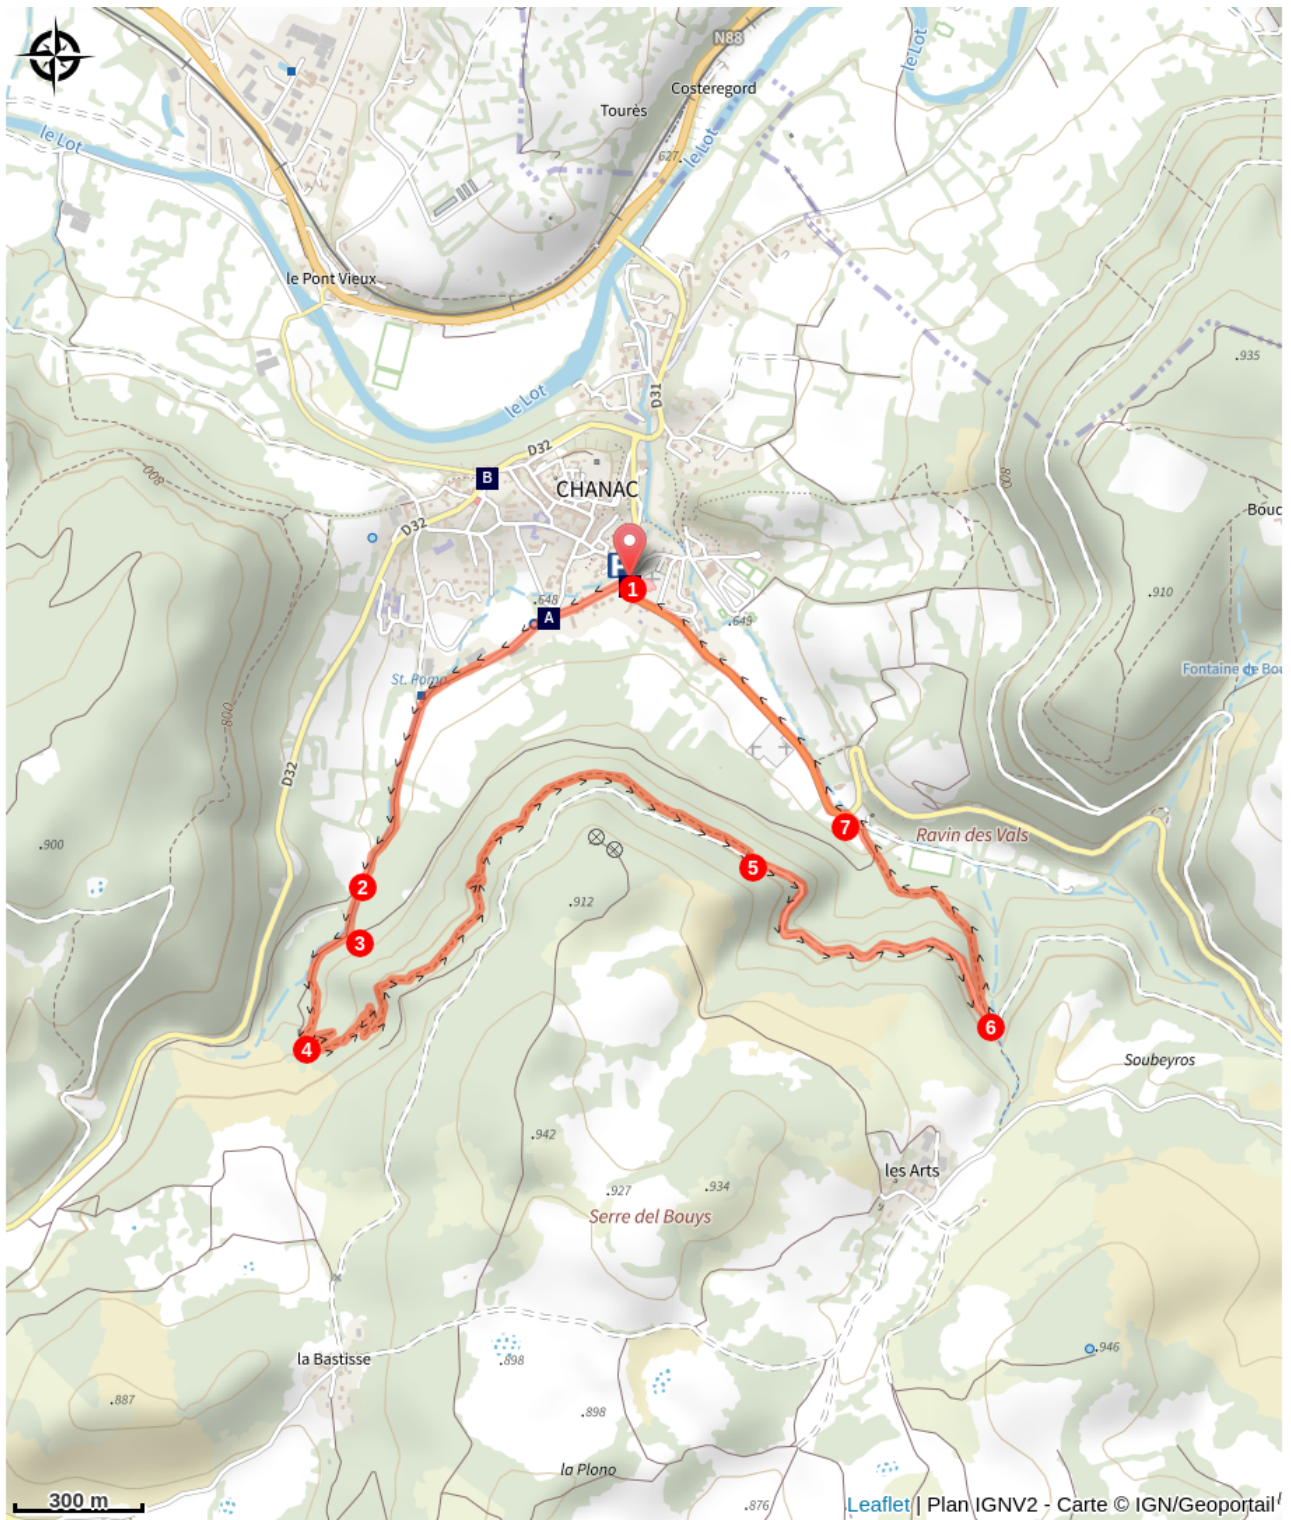 N88
le Lot
Costeregord
Tourès
le Lot
le Lot
627
le Pont Vieux
.935
D31
le Lot
D32
800
B
CHANAC
800
Bouc
D32
P
1
.648
A
.910
.649
Fontaine de Bou
St. Pome
800
D32
7
Ravin des Vals
.900
5
2
.912
3
6
4
Soubeyros
.942
les Arts
.927
.934
Serre del Bouys
.946
la Bastisse
.898
.887
.898
la Plono
300 m
.876
Leaflet | Plan IGNV2 - Carte © IGN/Geoportail